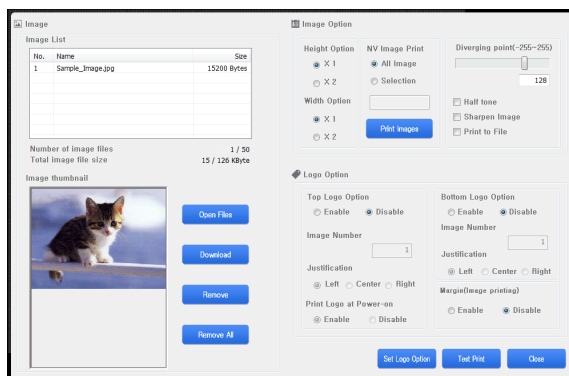 Image
Image List
No. Name Size
1 Sample_Image.jpg 15200 Bytes
Number of image files 1 / 50
Total image file size 15 / 126 KByte
Image thumbnail
Open Files
Download
Remove
Remove All
Image Option
Height Option
X 1
X 2
Width Option
X 1
X 2
NV Image Print
All Image
Selection
Print Images
Diverging point(-255~255)
128
Half tone
Sharpen Image
Print to File
Logo Option
Top Logo Option
Enable Disable
Image Number
1
Justification
Left Center Right
Print Logo at Power-on
Enable Disable
Bottom Logo Option
Enable Disable
Image Number
1
Justification
Left Center Right
Margin(Image printing)
Enable Disable
Set Logo Option Test Print Close